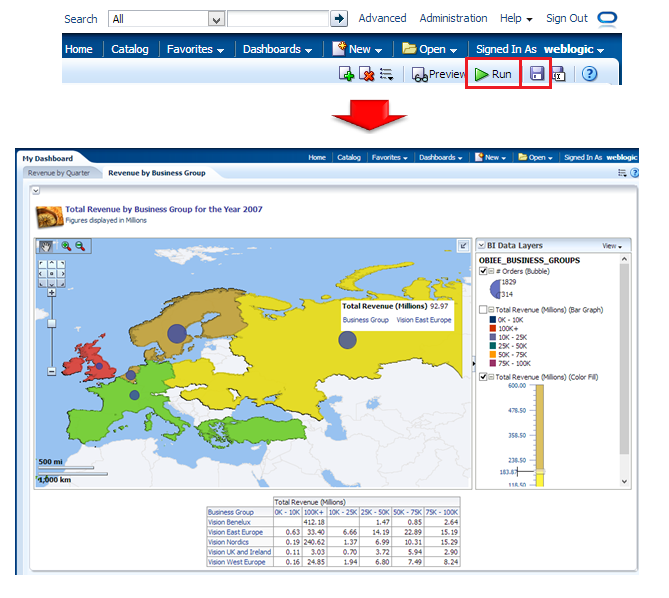 Search All Advanced Administration Help Sign Out
Home Catalog Favorites Dashboards New Open Signed In As weblogic
Preview Run
My Dashboard Home Catalog Favorites Dashboards New Open Signed In As weblogic
Revenue by Quarter Revenue by Business Group
Total Revenue by Business Group for the Year 2007
Figures displayed in Millions
BI Data Layers View
OBIEE_BUSINESS_GROUPS
# Orders (Bubble)
1829
314
Total Revenue (Millions) (Bar Graph)
0K - 10K
100K+
10K - 25K
25K - 50K
50K - 75K
75K - 100K
Total Revenue (Millions) (Color Fill)
600.00
478.50
358.50
238.50
183.67
118.50
Total Revenue (Millions) 92.97
Business Group Vision East Europe
500 mi
1,000 km
Total Revenue (Millions)
Business Group 0K - 10K 100K+ 10K - 25K 25K - 50K 50K - 75K 75K - 100K
Vision Benelux 412.18 1.47 0.85 2.64
Vision East Europe 0.63 33.40 6.66 14.19 22.89 15.19
Vision Nordics 0.19 240.62 1.37 6.99 10.31 15.29
Vision UK and Ireland 0.11 3.03 0.70 3.72 5.94 2.90
Vision West Europe 0.16 24.85 1.94 6.80 7.49 8.24